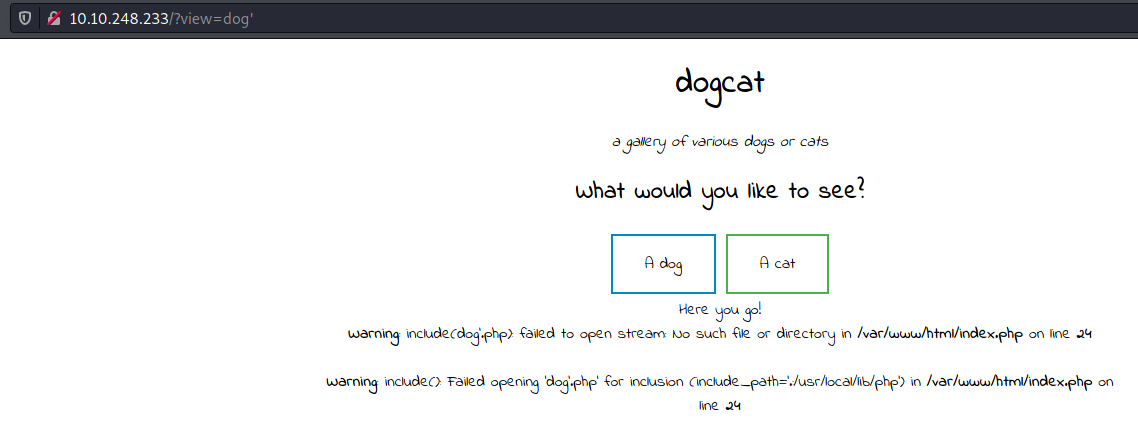 10.10.248.233/?view=dog'
dogcat
a gallery of various dogs or cats
What would you like to see?
A dog A cat
Here you go!
Warning: include(dog'.php): failed to open stream: No such file or directory in /var/www/html/index.php on line 24
Warning: include(): Failed opening 'dog'.php' for inclusion (include_path='.:/usr/local/lib/php') in /var/www/html/index.php on
line 24